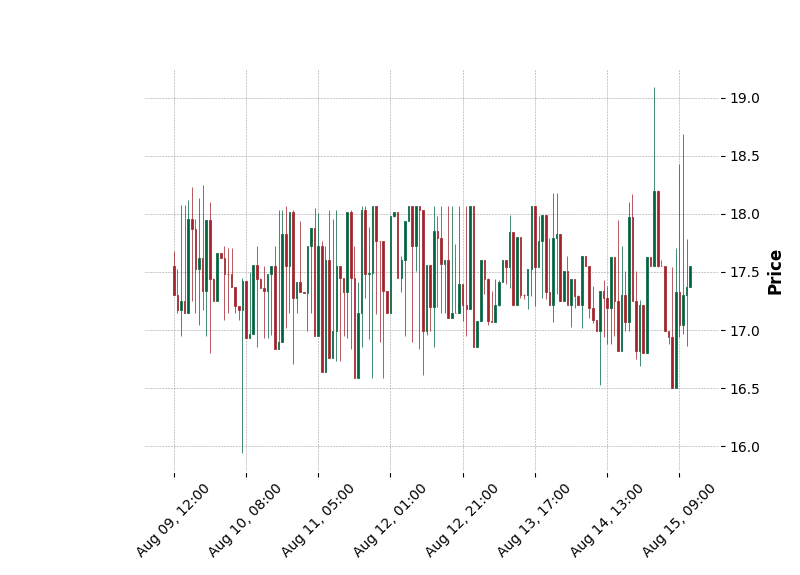 19.0
18.5
18.0
17.5
17.0
16.5
16.0
Price
Aug 09, 12:00
Aug 10, 08:00
Aug 11, 05:00
Aug 12, 01:00
Aug 12, 21:00
Aug 13, 17:00
Aug 14, 13:00
Aug 15, 09:00